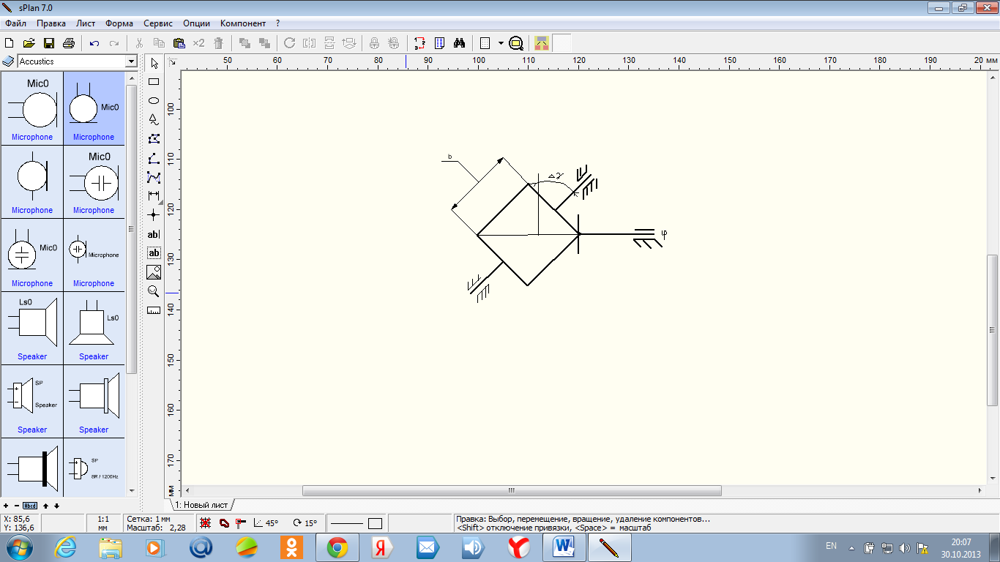 sPlan 7.0
Файл Правка Лист Форма Сервис Опции Компонент ?
×2
Accustics
50 60 70 80 90 100 110 120 130 140 150 160 170 180 190 20 мм
100
110
120
130
140
150
160
170
мм
Mic0
Microphone
Mic0
Microphone
Microphone
Mic0
Microphone
Mic0
Microphone
Microphone
Microphone
Ls0
Speaker
Ls0
Speaker
SP
Speaker
Speaker
Speaker
SP
8R / 1200Hz
ab|
ab
b
Δγ
φ
Abcd
1: Новый лист
X: 85,6
Y: 136,6
1:1
мм
Сетка: 1 мм
Масштаб: 2,28
45°
15°
Правка: Выбор, перемещение, вращение, удаление компонентов...
<Shift> отключение привязки, <Space> = масштаб
EN
20:07
30.10.2013